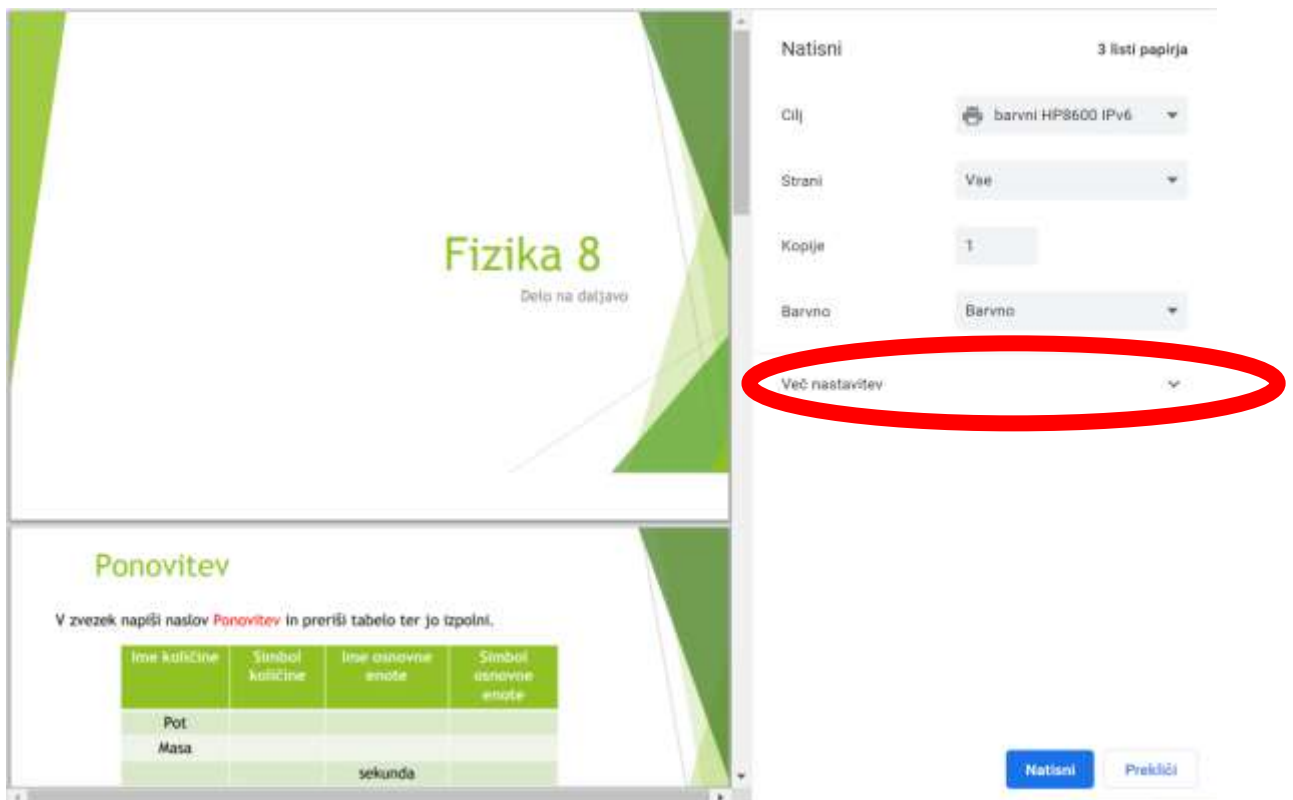 Fizika 8
Delo na daljavo
Ponovitev
V zvezek napiši naslov Ponovitev in preriši tabelo ter jo izpolni.
Ime količine Simbol količine Ime osnovne enote Simbol osnovne enote
Pot
Masa
sekunda
Natisni 3 listi papirja
Cilj barvni HP8600 IPv6
Strani Vse
Kopije 1
Barvno Barvno
Več nastavitev
Natisni Prekliči